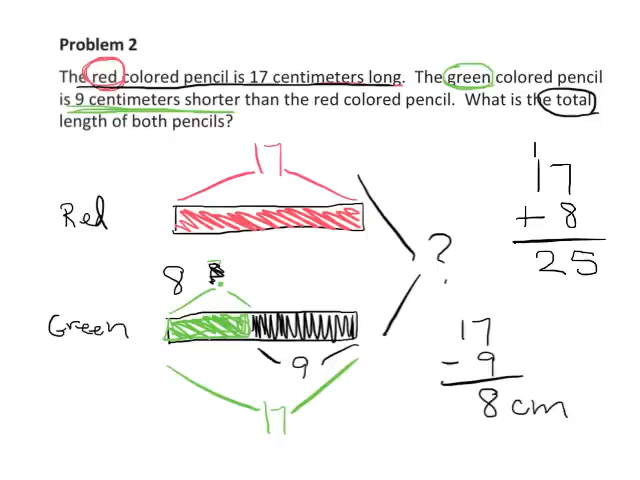 Problem 2
The red colored pencil is 17 centimeters long. The green colored pencil
is 9 centimeters shorter than the red colored pencil. What is the total
length of both pencils?
17
Red
8
?
Green
9
17
1
17
+ 8
25
17
- 9
8 cm